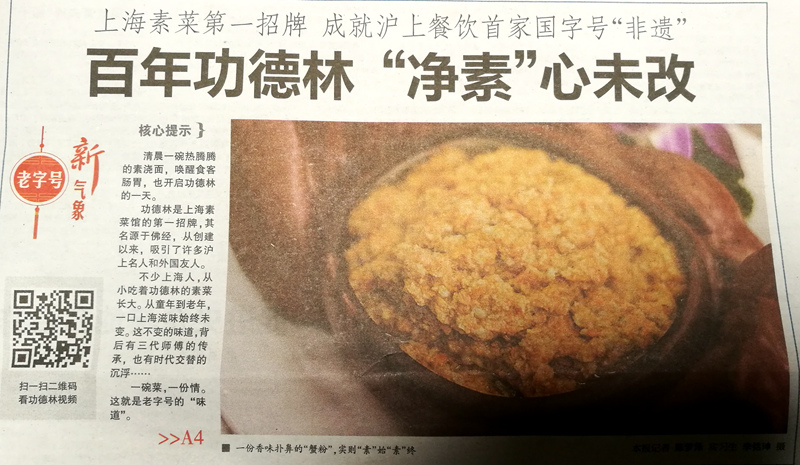 上海素菜第一招牌 成就沪上餐饮首家国字号“非遗”
百年功德林 “净素”心未改
老字号
新
气象
核心提示
清晨一碗热腾腾
的素浇面，唤醒食客
肠胃，也开启功德林
的一天。
功德林是上海素
菜馆的第一招牌，其
名源于佛经，从创建
以来，吸引了许多沪
上名人和外国友人。
不少上海人，从
小吃着功德林的素菜
长大。从童年到老年，
一口上海滋味始终未
变。这不变的味道，背
后有三代师傅的传
承，也有时代交替的
沉浮……
一碗菜，一份情。
这就是老字号的“味
道”。
>>A4
扫一扫二维码
看功德林视频
■ 一份香味扑鼻的“蟹粉”，实则“素”始“素”终